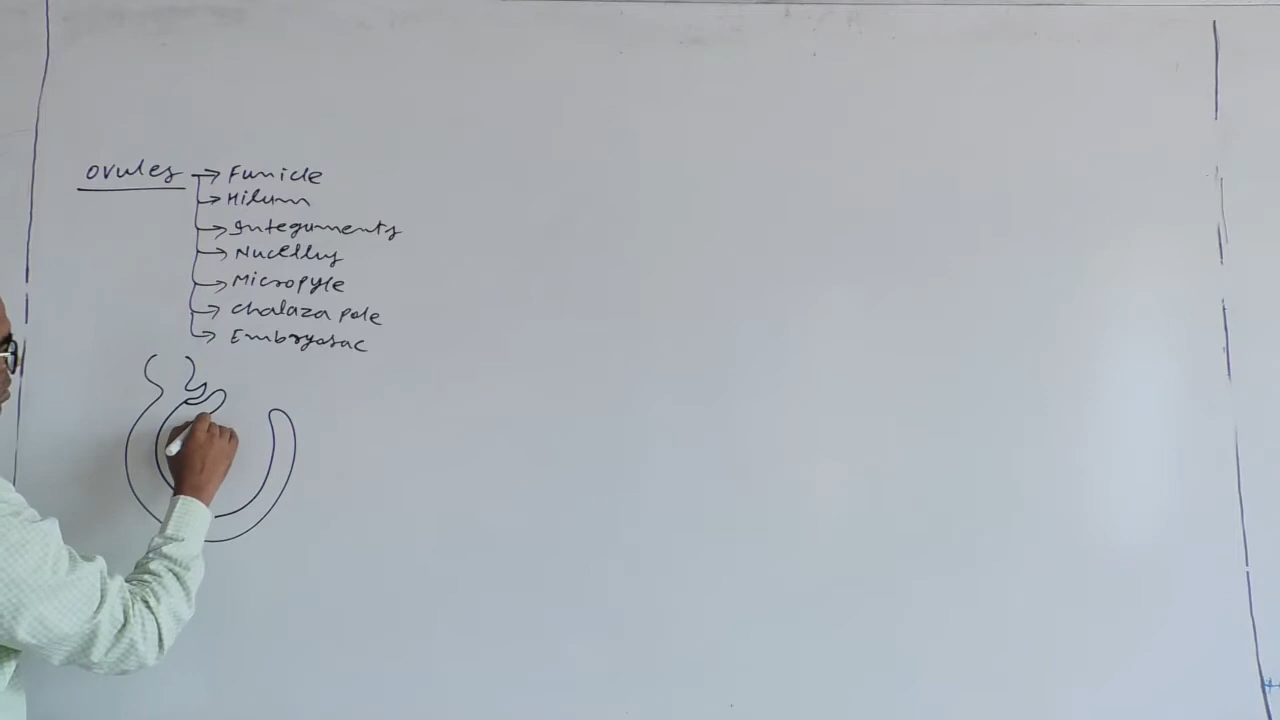 ovules → Funicle
→ Hilum
→ Integuments
→ Nucellus
→ Micropyle
→ chalaza pole
→ Embryosac